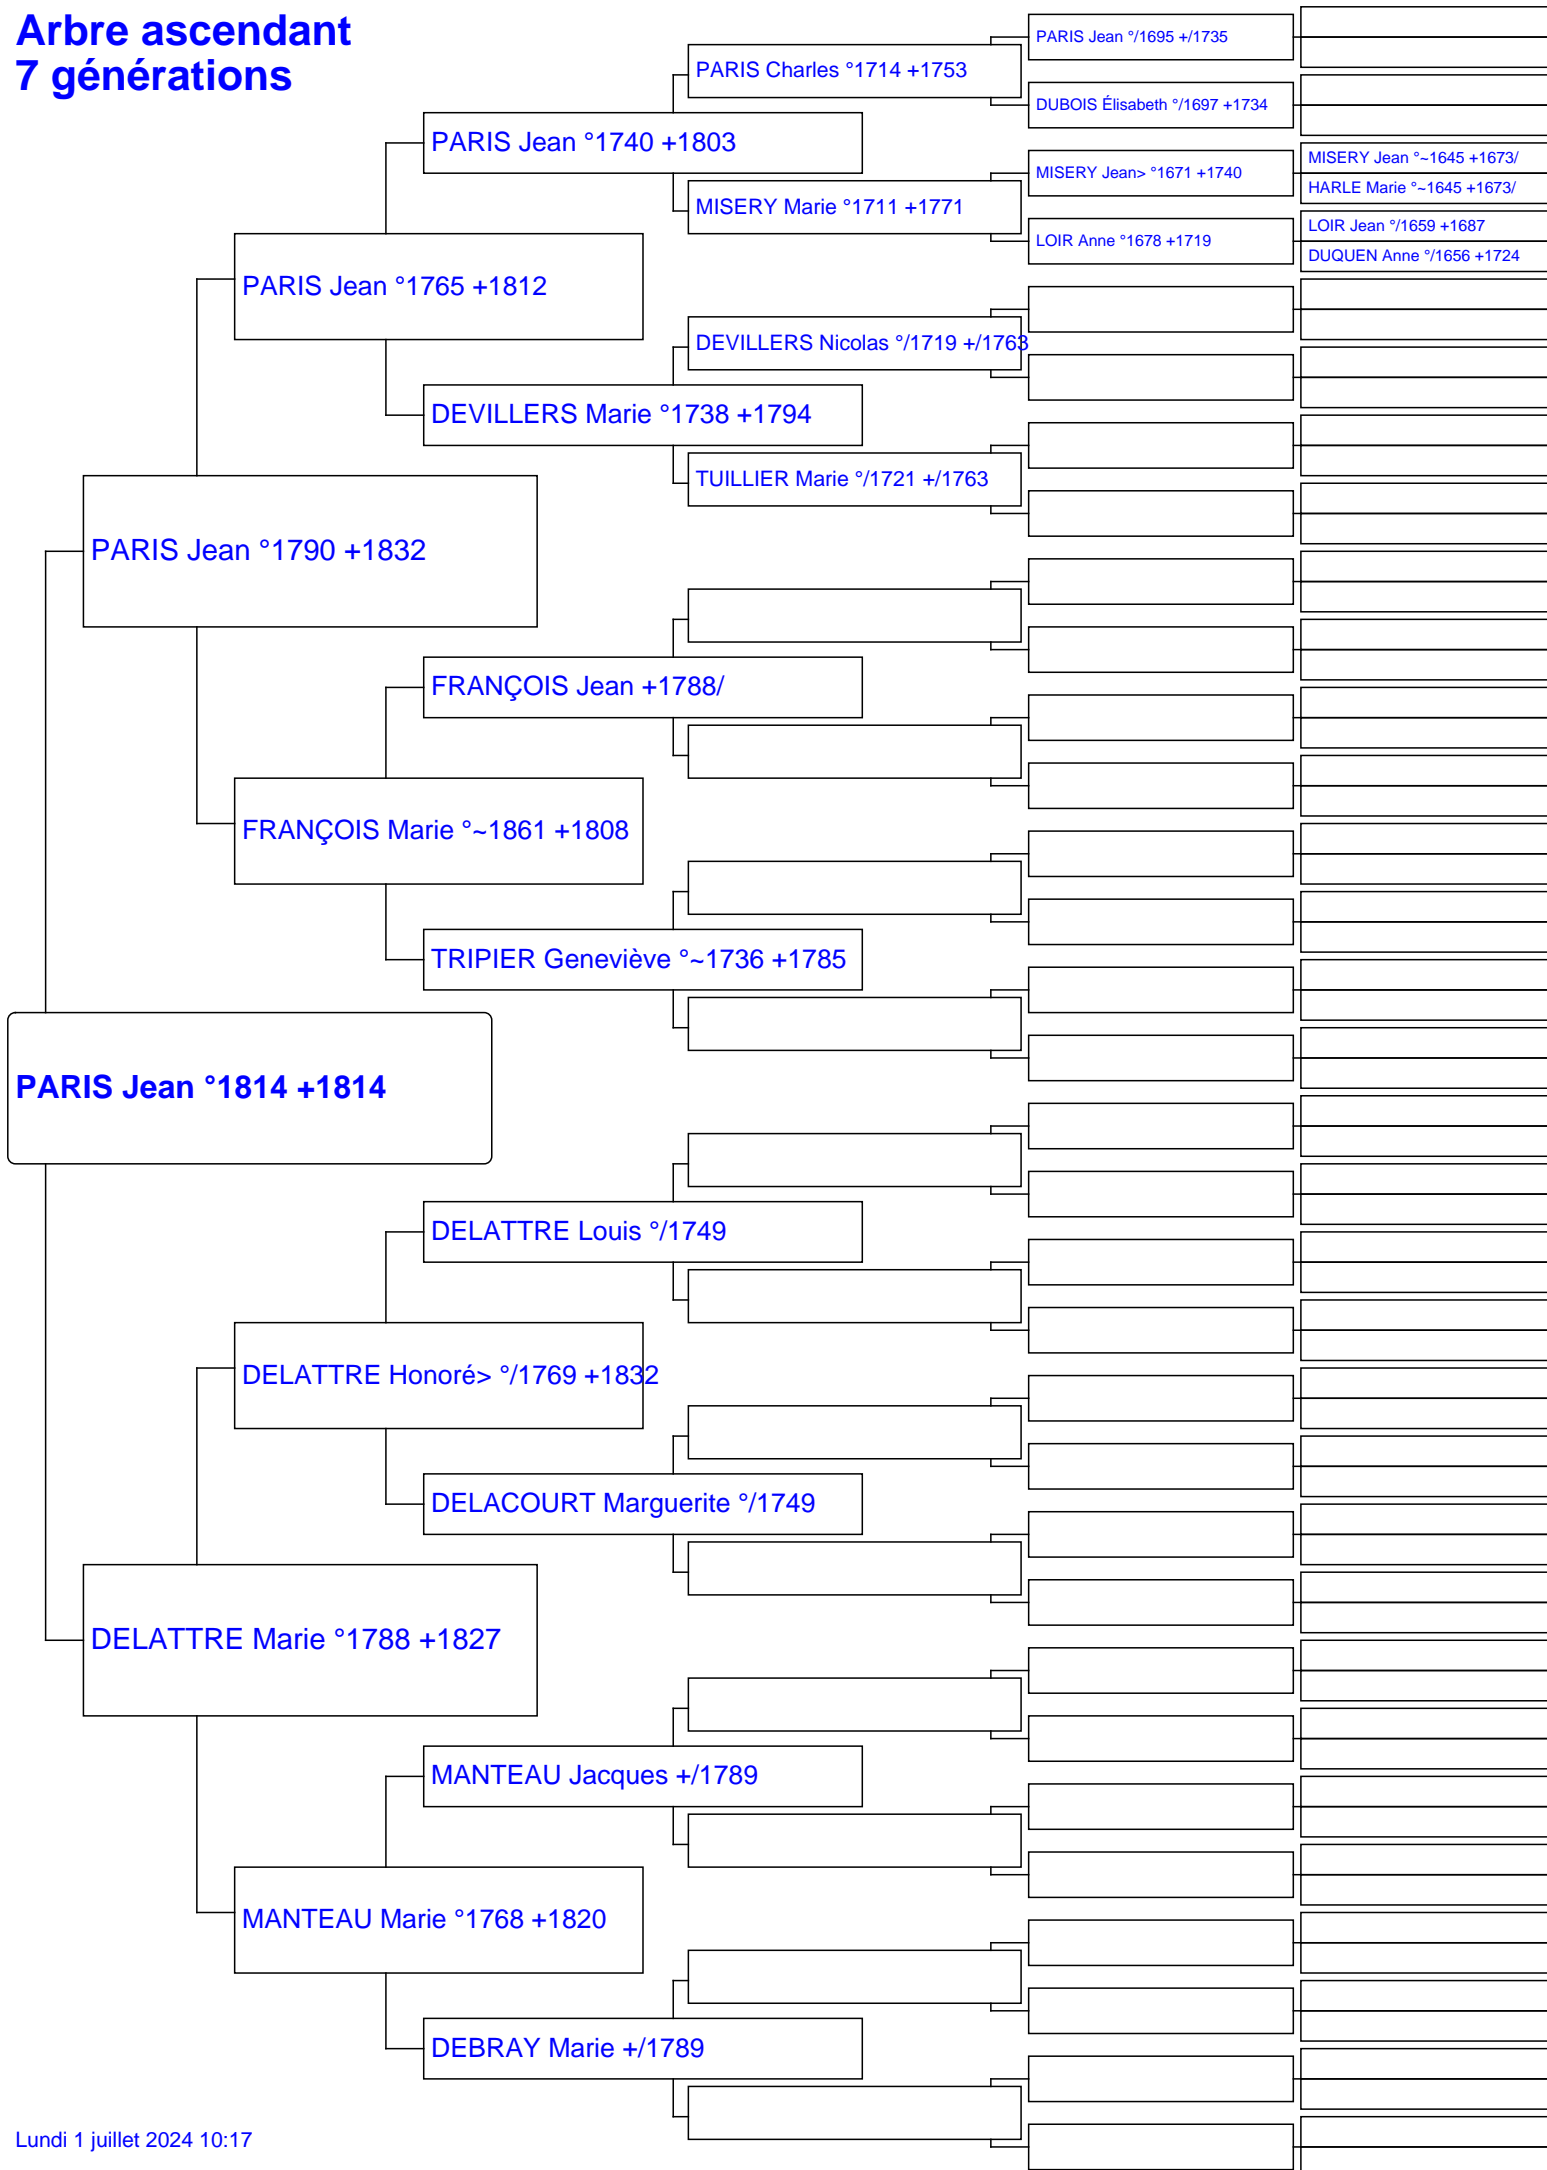 Arbre ascendant
7 générations
PARIS Jean °/1695 +/1735
PARIS Charles °1714 +1753
DUBOIS Élisabeth °/1697 +1734
PARIS Jean °1740 +1803
MISERY Jean °~1645 +1673/
MISERY Jean> °1671 +1740
HARLE Marie °~1645 +1673/
MISERY Marie °1711 +1771
LOIR Jean °/1659 +1687
LOIR Anne °1678 +1719
DUQUEN Anne °/1656 +1724
PARIS Jean °1765 +1812
DEVILLERS Nicolas °/1719 +/1763
DEVILLERS Marie °1738 +1794
TUILLIER Marie °/1721 +/1763
PARIS Jean °1790 +1832
FRANÇOIS Jean +1788/
FRANÇOIS Marie °~1861 +1808
TRIPIER Geneviève °~1736 +1785
PARIS Jean °1814 +1814
DELATTRE Louis °/1749
DELATTRE Honoré> °/1769 +1832
DELACOURT Marguerite °/1749
DELATTRE Marie °1788 +1827
MANTEAU Jacques +/1789
MANTEAU Marie °1768 +1820
DEBRAY Marie +/1789
Lundi 1 juillet 2024 10:17